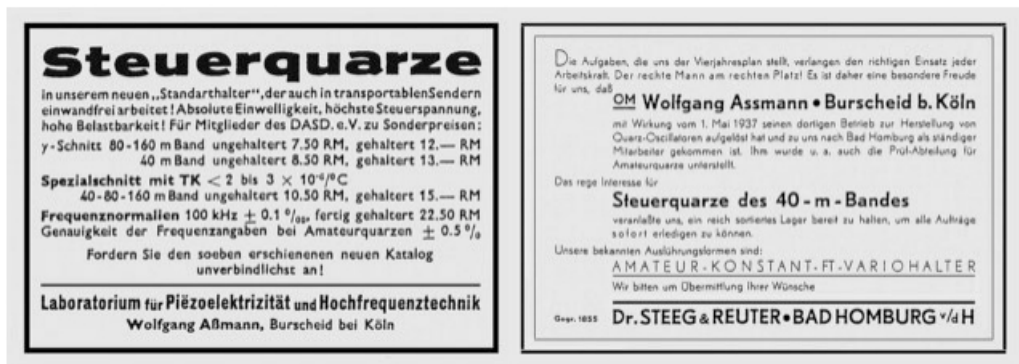 Steuerquarze
in unserem neuen „Standarthalter“, der auch in transportablen Sendern
einwandfrei arbeitet! Absolute Einwelligkeit, höchste Steuerspannung,
hohe Belastbarkeit! Für Mitglieder des DASD. e. V. zu Sonderpreisen:
y-Schnitt 80-160 m Band ungehaltert 7.50 RM, gehaltert 12.— RM
40 m Band ungehaltert 8.50 RM, gehaltert 13.— RM
Spezialschnitt mit TK < 2 bis 3 × 10⁻⁶/°C
40-80-160 m Band ungehaltert 10.50 RM, gehaltert 15.— RM
Frequenznormalien 100 kHz ± 0.1 ⁰/₀₀, fertig gehaltert 22.50 RM
Genauigkeit der Frequenzangaben bei Amateurquarzen ± 0.5 ⁰/₀
Fordern Sie den soeben erschienenen neuen Katalog
unverbindlichst an!
Laboratorium für Piëzoelektrizität und Hochfrequenztechnik
Wolfgang Aßmann, Burscheid bei Köln
Die Aufgaben, die uns der Vierjahresplan stellt, verlangen den richtigen Einsatz jeder
Arbeitskraft. Der rechte Mann am rechten Platz! Es ist daher eine besondere Freude
für uns, daß
OM Wolfgang Assmann • Burscheid b. Köln
mit Wirkung vom 1. Mai 1937 seinen dortigen Betrieb zur Herstellung von
Quarz-Oscillatoren aufgelöst hat und zu uns nach Bad Homburg als ständiger
Mitarbeiter gekommen ist. Ihm wurde u. a. auch die Prüf-Abteilung für
Amateurquarze unterstellt.
Das rege Interesse für
Steuerquarze des 40-m-Bandes
veranlaßte uns, ein reich sortiertes Lager bereit zu halten, um alle Aufträge
sofort erledigen zu können.
Unsere bekannten Ausführungsformen sind:
AMATEUR-KONSTANT-FT-VARIOHALTER
Wir bitten um Übermittlung Ihrer Wünsche
Gegr. 1855 Dr. STEEG & REUTER • BAD HOMBURG v/d H